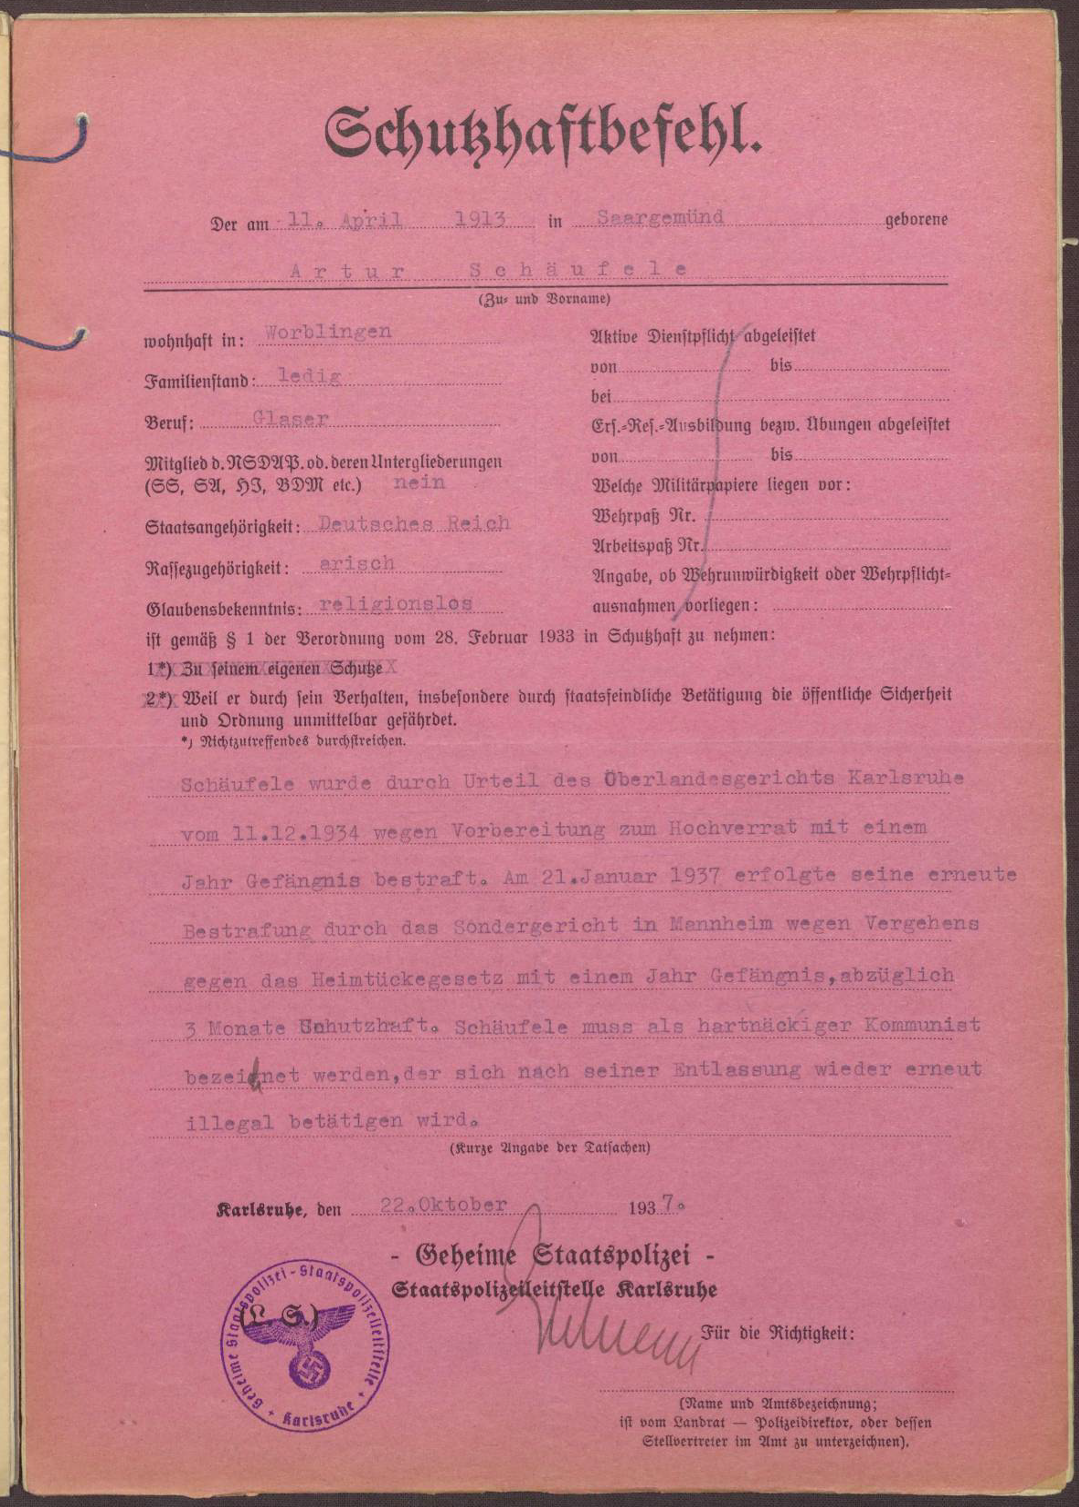 Schutzhaftbefehl.
Der am 11. April 1913 in Saargemünd geborene
Artur Schäufele
(Zu- und Vorname)
wohnhaft in: Worblingen
Familienstand: ledig
Beruf: Glaser
Mitglied d. NSDAP. od. deren Untergliederungen
(SS, SA, HJ, BDM etc.) nein
Staatsangehörigkeit: Deutsches Reich
Rassezugehörigkeit: arisch
Glaubensbekenntnis: religionslos
Aktive Dienstpflicht abgeleistet
von bis
bei
Ers.=Res.=Ausbildung bezw. Übungen abgeleistet
von bis
Welche Militärpapiere liegen vor:
Wehrpaß Nr.
Arbeitspaß Nr.
Angabe, ob Wehrunwürdigkeit oder Wehrpflicht=
ausnahmen vorliegen:
ist gemäß § 1 der Verordnung vom 28. Februar 1933 in Schutzhaft zu nehmen:
1*) Zu seinem eigenen Schutze
2*) Weil er durch sein Verhalten, insbesondere durch staatsfeindliche Betätigung die öffentliche Sicherheit
und Ordnung unmittelbar gefährdet.
*) Nichtzutreffendes durchstreichen.
Schäufele wurde durch Urteil des Oberlandesgerichts Karlsruhe
vom 11.12.1934 wegen Vorbereitung zum Hochverrat mit einem
Jahr Gefängnis bestraft. Am 21.Januar 1937 erfolgte seine erneute
Bestrafung durch das Sondergericht in Mannheim wegen Vergehens
gegen das Heimtückegesetz mit einem Jahr Gefängnis,abzüglich
3 Monate Schutzhaft. Schäufele muss als hartnäckiger Kommunist
bezeichnet werden,der sich nach seiner Entlassung wieder erneut
illegal betätigen wird.
(Kurze Angabe der Tatsachen)
Karlsruhe, den 22.Oktober 1937.
- Geheime Staatspolizei -
Staatspolizeileitstelle Karlsruhe
(L. S.)
Geheime Staatspolizei - Staatspolizeileitstelle
Karlsruhe
Für die Richtigkeit:
(Name und Amtsbezeichnung;
ist vom Landrat — Polizeidirektor, oder dessen
Stellvertreter im Amt zu unterzeichnen).